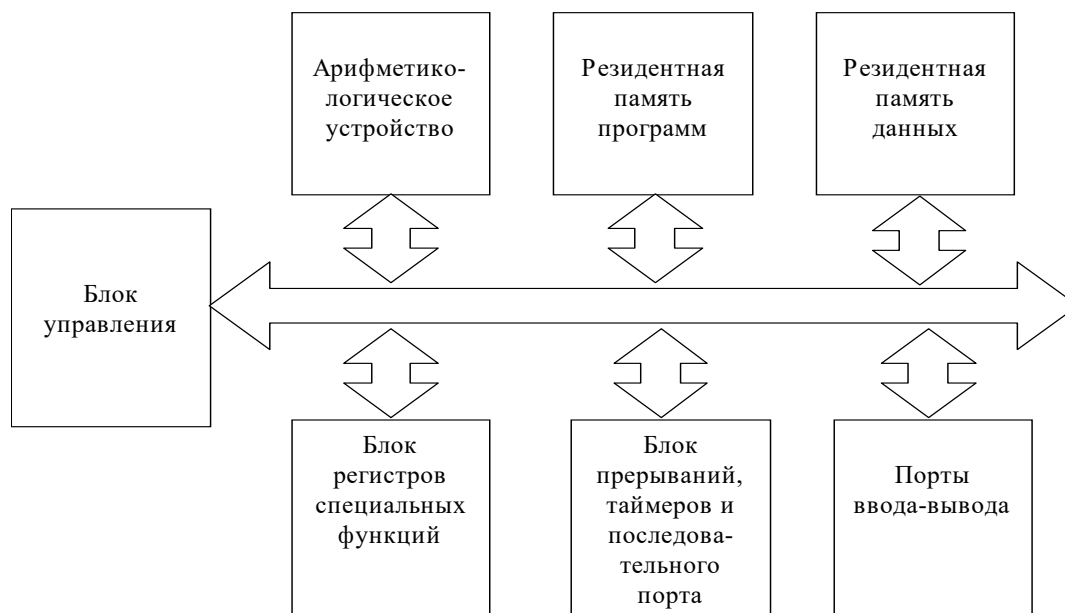 Арифметико-
логическое
устройство
Резидентная
память
программ
Резидентная
память
данных
Блок
управления
Блок
регистров
специальных
функций
Блок
прерываний,
таймеров и
последова-
тельного
порта
Порты
ввода-вывода